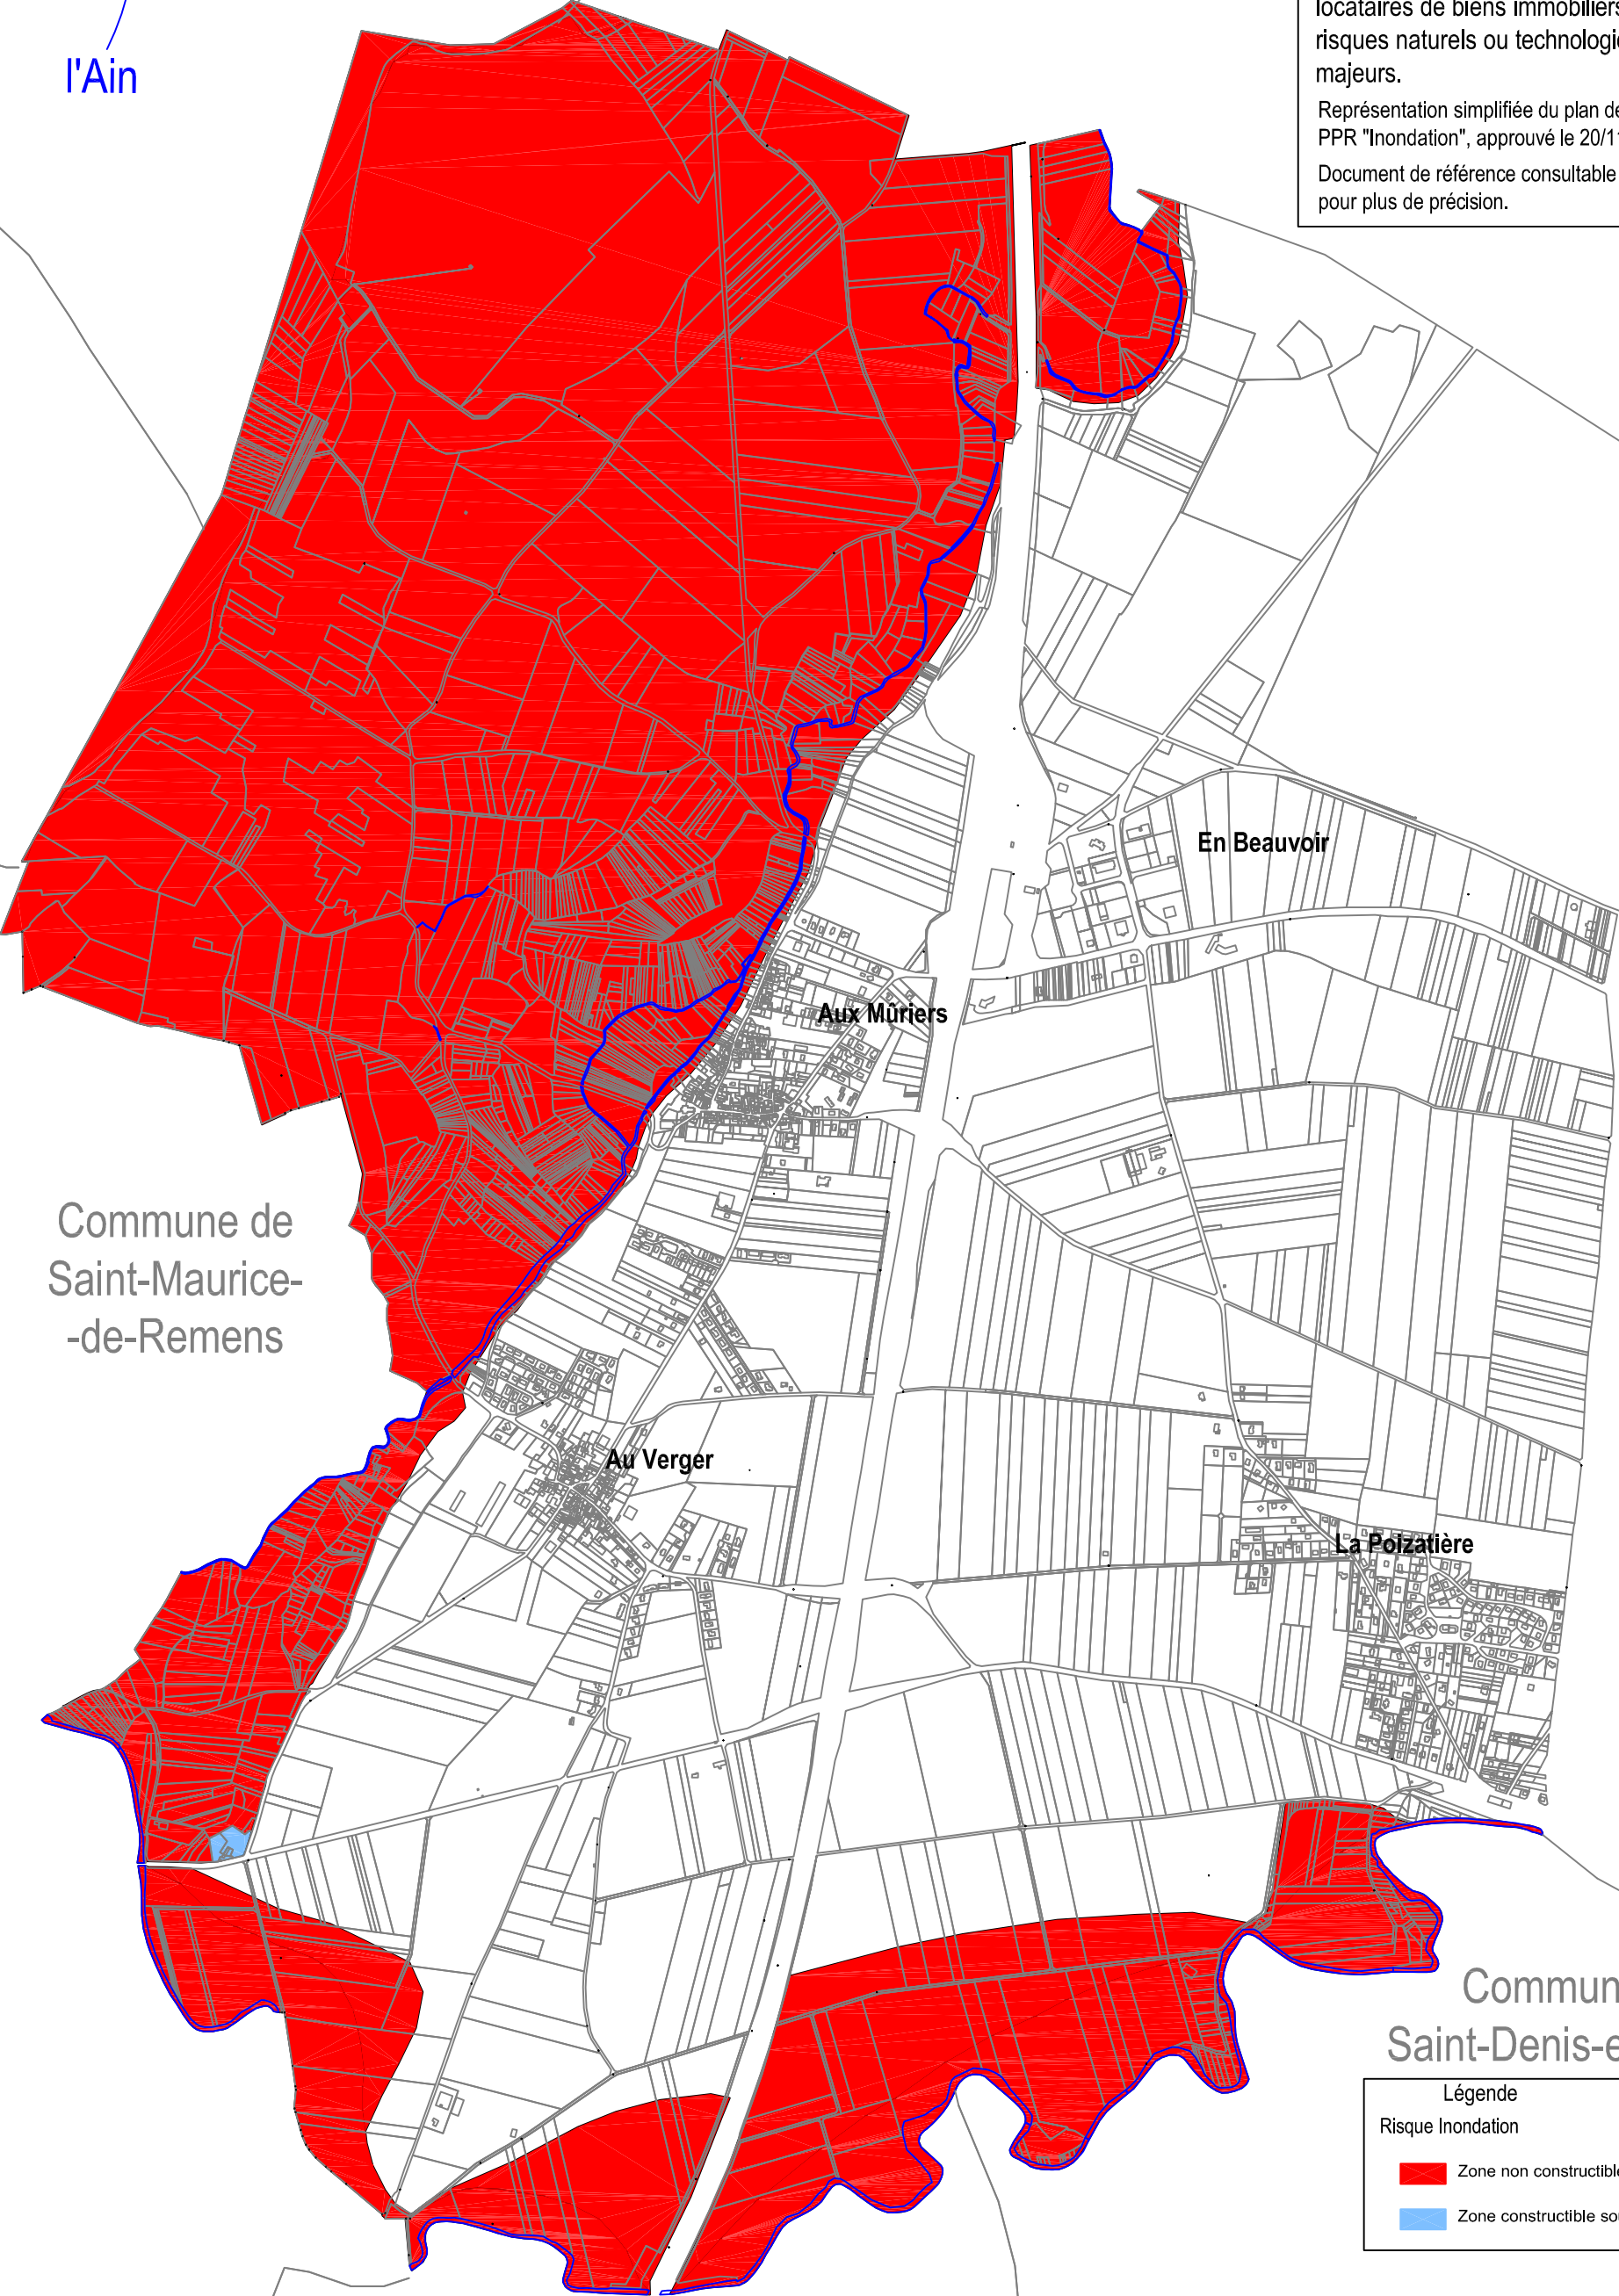 l'Ain
locataires de biens immobiliers
risques naturels ou technologi
majeurs.
Représentation simplifiée du plan de
PPR "Inondation", approuvé le 20/1
Document de référence consultable
pour plus de précision.
En Beauvoir
Aux Mûriers
Commune de
Saint-Maurice-
-de-Remens
Au Verger
La Poizatière
Commun
Saint-Denis-e
Légende
Risque Inondation
Zone non constructible
Zone constructible so